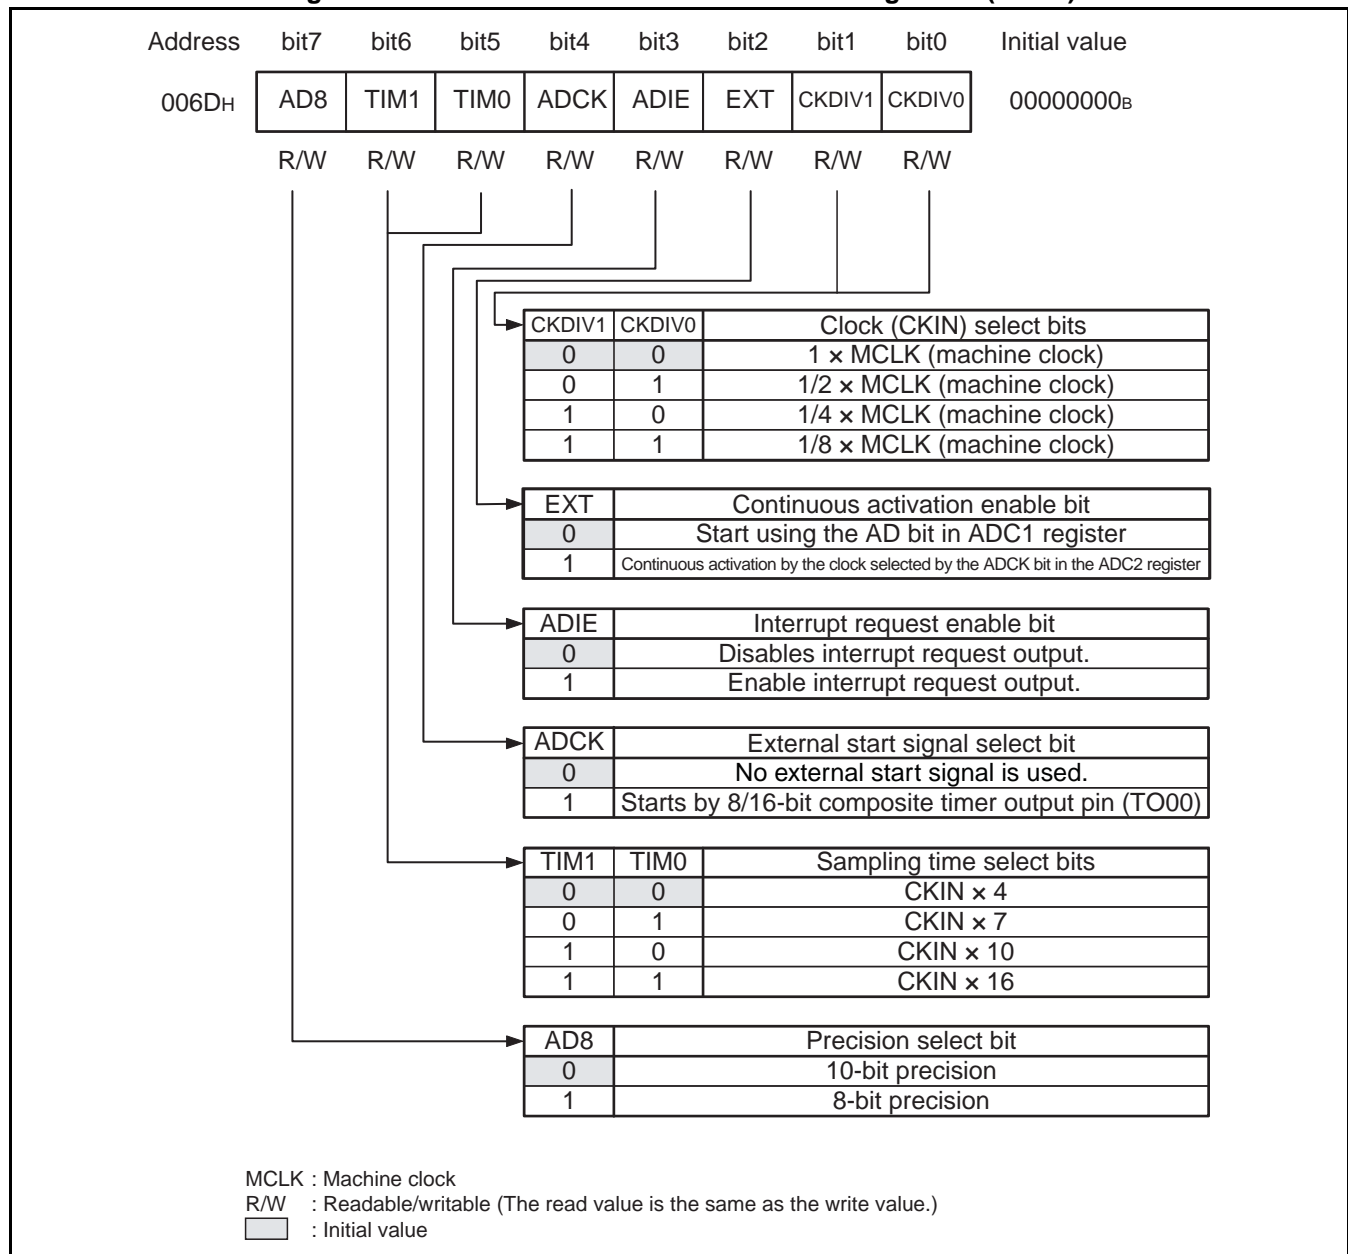 Address bit7 bit6 bit5 bit4 bit3 bit2 bit1 bit0 Initial value
006DH AD8 TIM1 TIM0 ADCK ADIE EXT CKDIV1 CKDIV0 00000000B
R/W R/W R/W R/W R/W R/W R/W R/W
CKDIV1 CKDIV0 Clock (CKIN) select bits
0 0 1 × MCLK (machine clock)
0 1 1/2 × MCLK (machine clock)
1 0 1/4 × MCLK (machine clock)
1 1 1/8 × MCLK (machine clock)
EXT Continuous activation enable bit
0 Start using the AD bit in ADC1 register
1 Continuous activation by the clock selected by the ADCK bit in the ADC2 register
ADIE Interrupt request enable bit
0 Disables interrupt request output.
1 Enable interrupt request output.
ADCK External start signal select bit
0 No external start signal is used.
1 Starts by 8/16-bit composite timer output pin (TO00)
TIM1 TIM0 Sampling time select bits
0 0 CKIN × 4
0 1 CKIN × 7
1 0 CKIN × 10
1 1 CKIN × 16
AD8 Precision select bit
0 10-bit precision
1 8-bit precision
MCLK : Machine clock
R/W : Readable/writable (The read value is the same as the write value.)
: Initial value